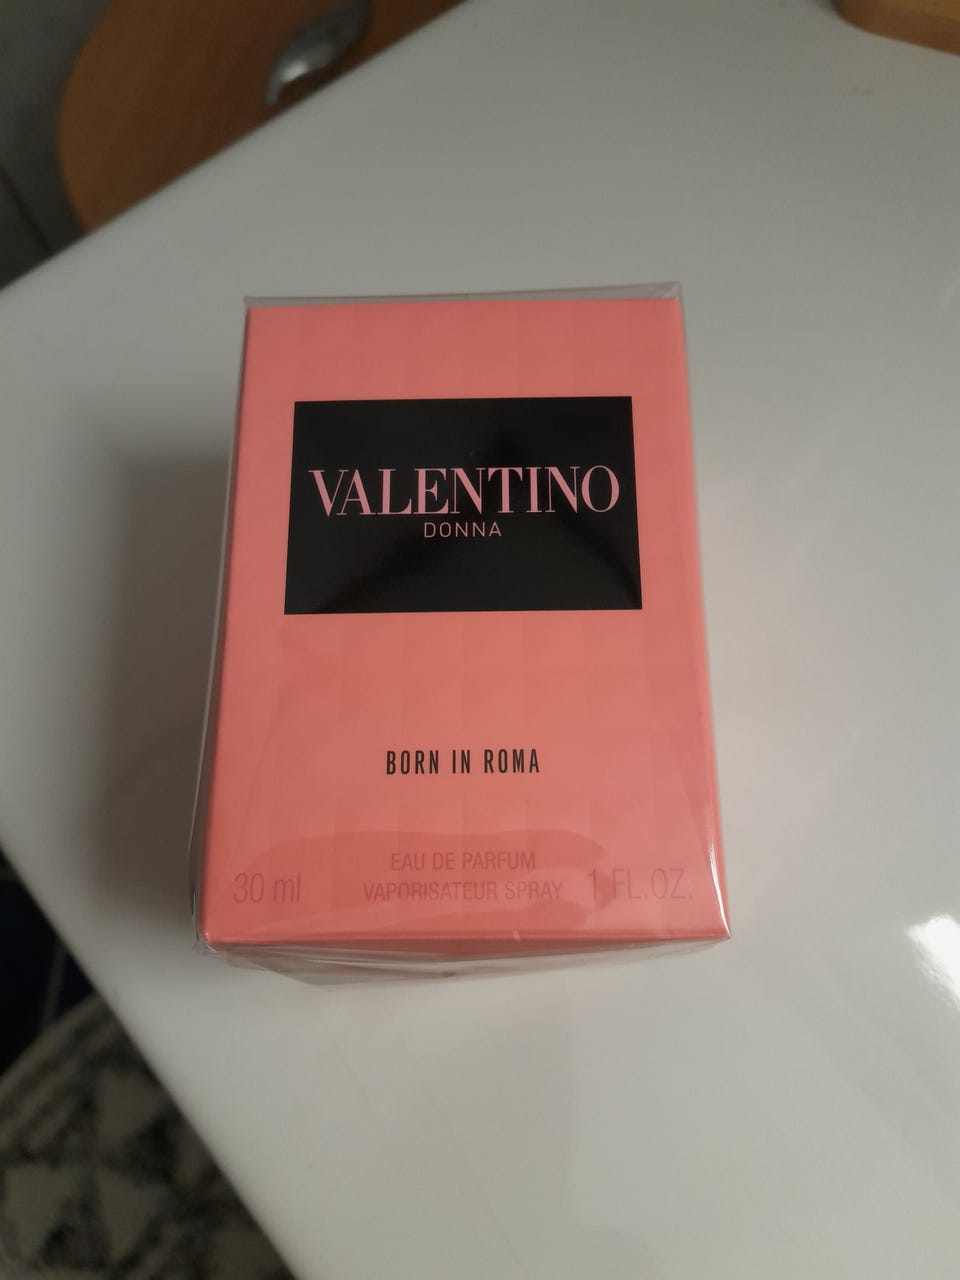 VALENTINO
DONNA
BORN IN ROMA
EAU DE PARFUM
30 ml VAPORISATEUR SPRAY 1 FL.OZ.